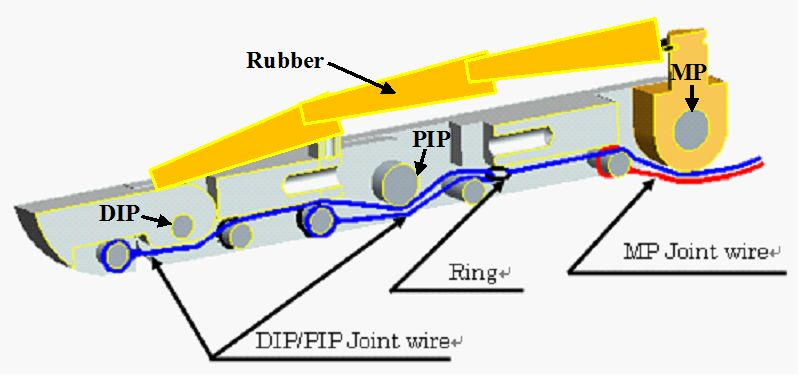 Rubber
MP
PIP
DIP
MP Joint wire↵
Ring↵
DIP/PIP Joint wire↵